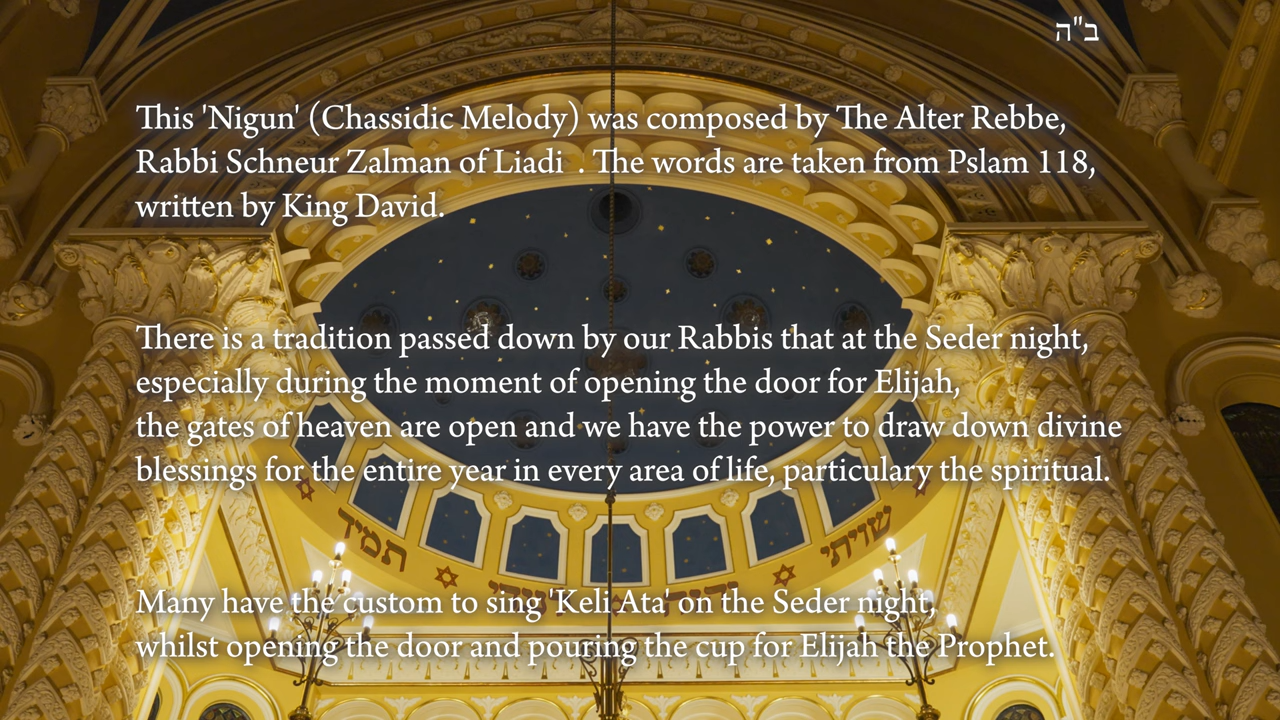 ב"ה
This 'Nigun' (Chassidic Melody) was composed by The Alter Rebbe,
Rabbi Schneur Zalman of Liadi . The words are taken from Pslam 118,
written by King David.
There is a tradition passed down by our Rabbis that at the Seder night,
especially during the moment of opening the door for Elijah,
the gates of heaven are open and we have the power to draw down divine
blessings for the entire year in every area of life, particulary the spiritual.
שויתי תמיד
Many have the custom to sing 'Keli Ata' on the Seder night,
whilst opening the door and pouring the cup for Elijah the Prophet.